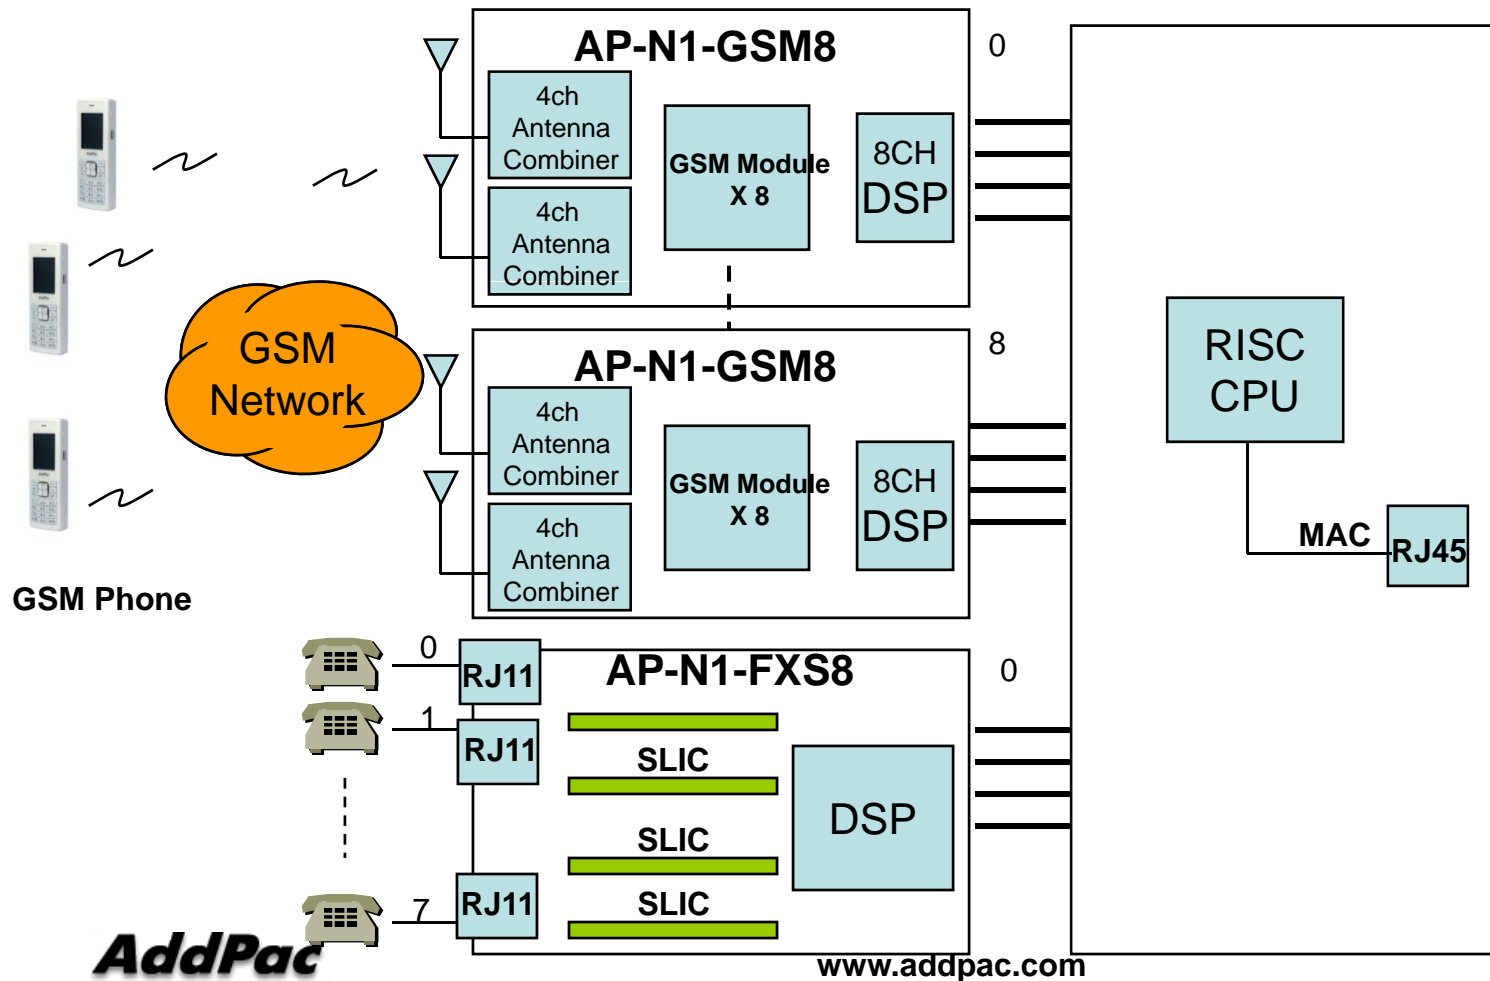 AP-N1-GSM8
0
4ch
Antenna
Combiner
4ch
Antenna
Combiner
GSM Module
X 8
8CH
DSP
GSM
Network
AP-N1-GSM8
8
4ch
Antenna
Combiner
4ch
Antenna
Combiner
GSM Module
X 8
8CH
DSP
RISC
CPU
MAC
RJ45
GSM Phone
0
RJ11
AP-N1-FXS8
0
1
RJ11
SLIC
SLIC
SLIC
DSP
7
RJ11
AddPac
www.addpac.com